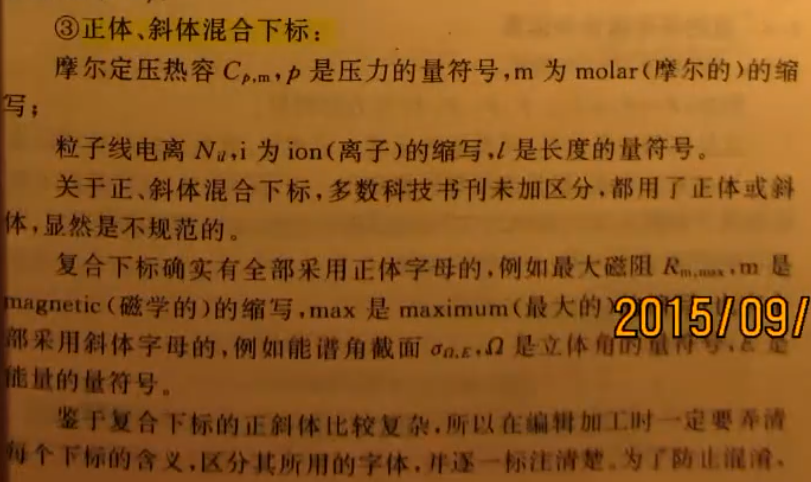 ③正体、斜体混合下标：
摩尔定压热容 Cp,m，p 是压力的量符号，m 为 molar(摩尔的)的缩
写；
粒子线电离 Nil，i 为 ion(离子)的缩写，l 是长度的量符号。
关于正、斜体混合下标，多数科技书刊未加区分，都用了正体或斜
体，显然是不规范的。
复合下标确实有全部采用正体字母的，例如最大磁阻 Rm,max，m 是
magnetic(磁学的)的缩写，max 是 maximum(最大的)
2015/09/
部采用斜体字母的，例如能谱角截面 σΩ,E，Ω 是立体角的量符号，E 是
能量的量符号。
鉴于复合下标的正斜体比较复杂，所以在编辑加工时一定要弄清
每个下标的含义，区分其所用的字体，并逐一标注清楚。为了防止混淆，